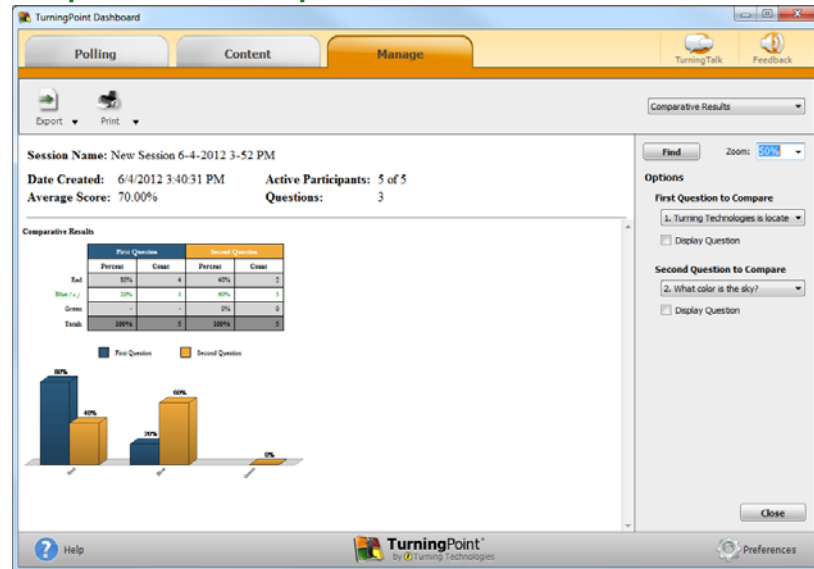 TurningPoint Dashboard
Polling Content Manage
TurningTalk Feedback
Export Print
Comparative Results
Session Name: New Session 6-4-2012 3-52 PM
Date Created: 6/4/2012 3:40:31 PM Active Participants: 5 of 5
Average Score: 70.00% Questions: 3
Find Zoom: 50%
Options
First Question to Compare
1. Turning Technologies is locate
Display Question
Second Question to Compare
2. What color is the sky?
Display Question
Comparative Results
First Question Second Question
Percent Count Percent Count
Red 80% 4 40% 2
Blue 20% 1 60% 3
Green - - 0% 0
Totals 100% 5 100% 5
First Question Second Question
80%
40%
20%
60%
0%
Red Blue Green
Close
Help
TurningPoint
by Turning Technologies
Preferences